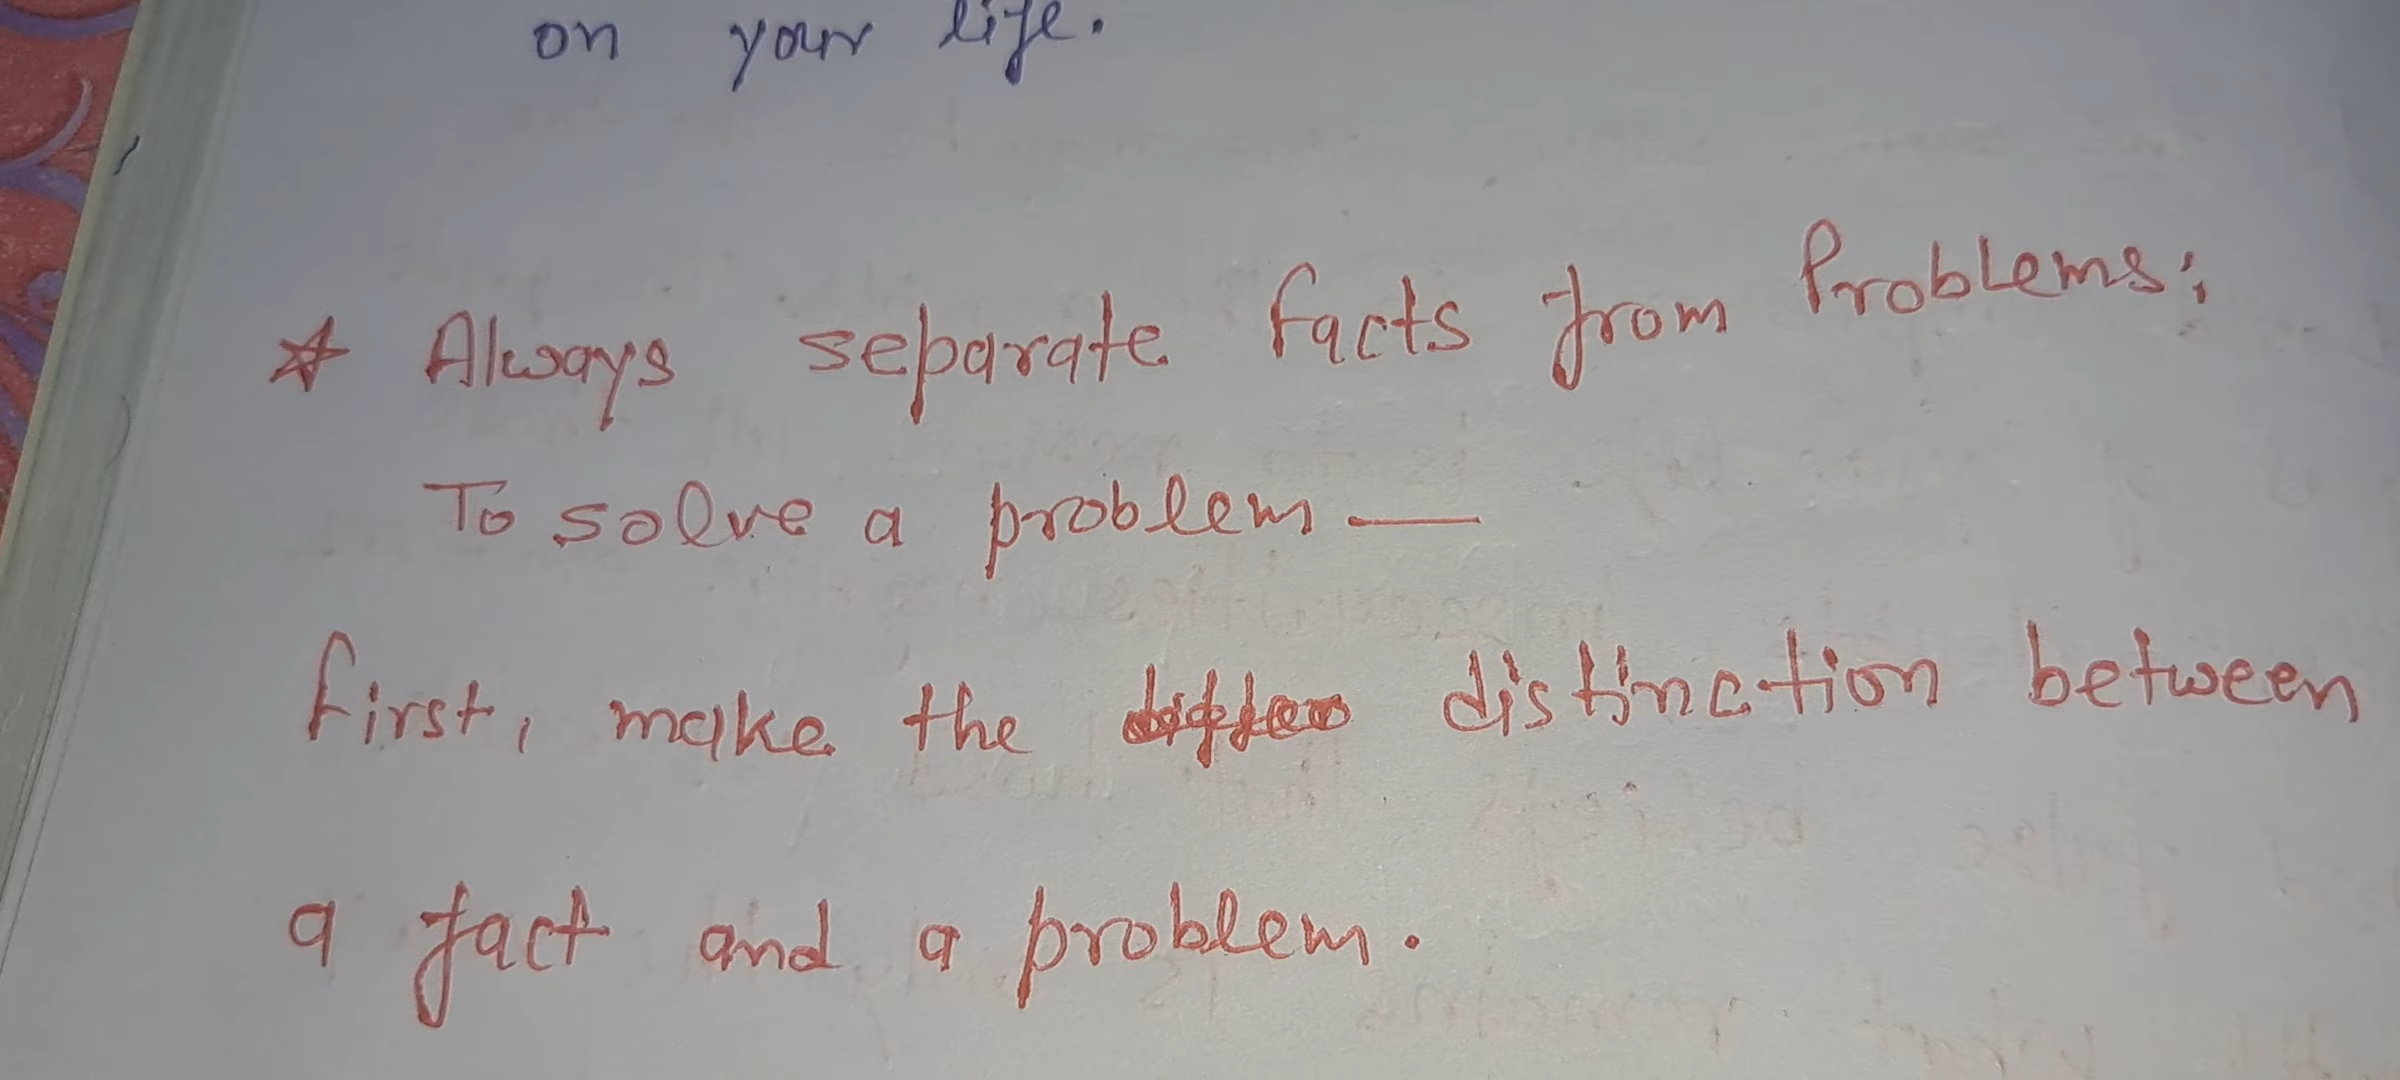 on your life.
☆ Always separate facts from Problems;
To solve a problem —
first, make the distinction between
a fact and a problem.